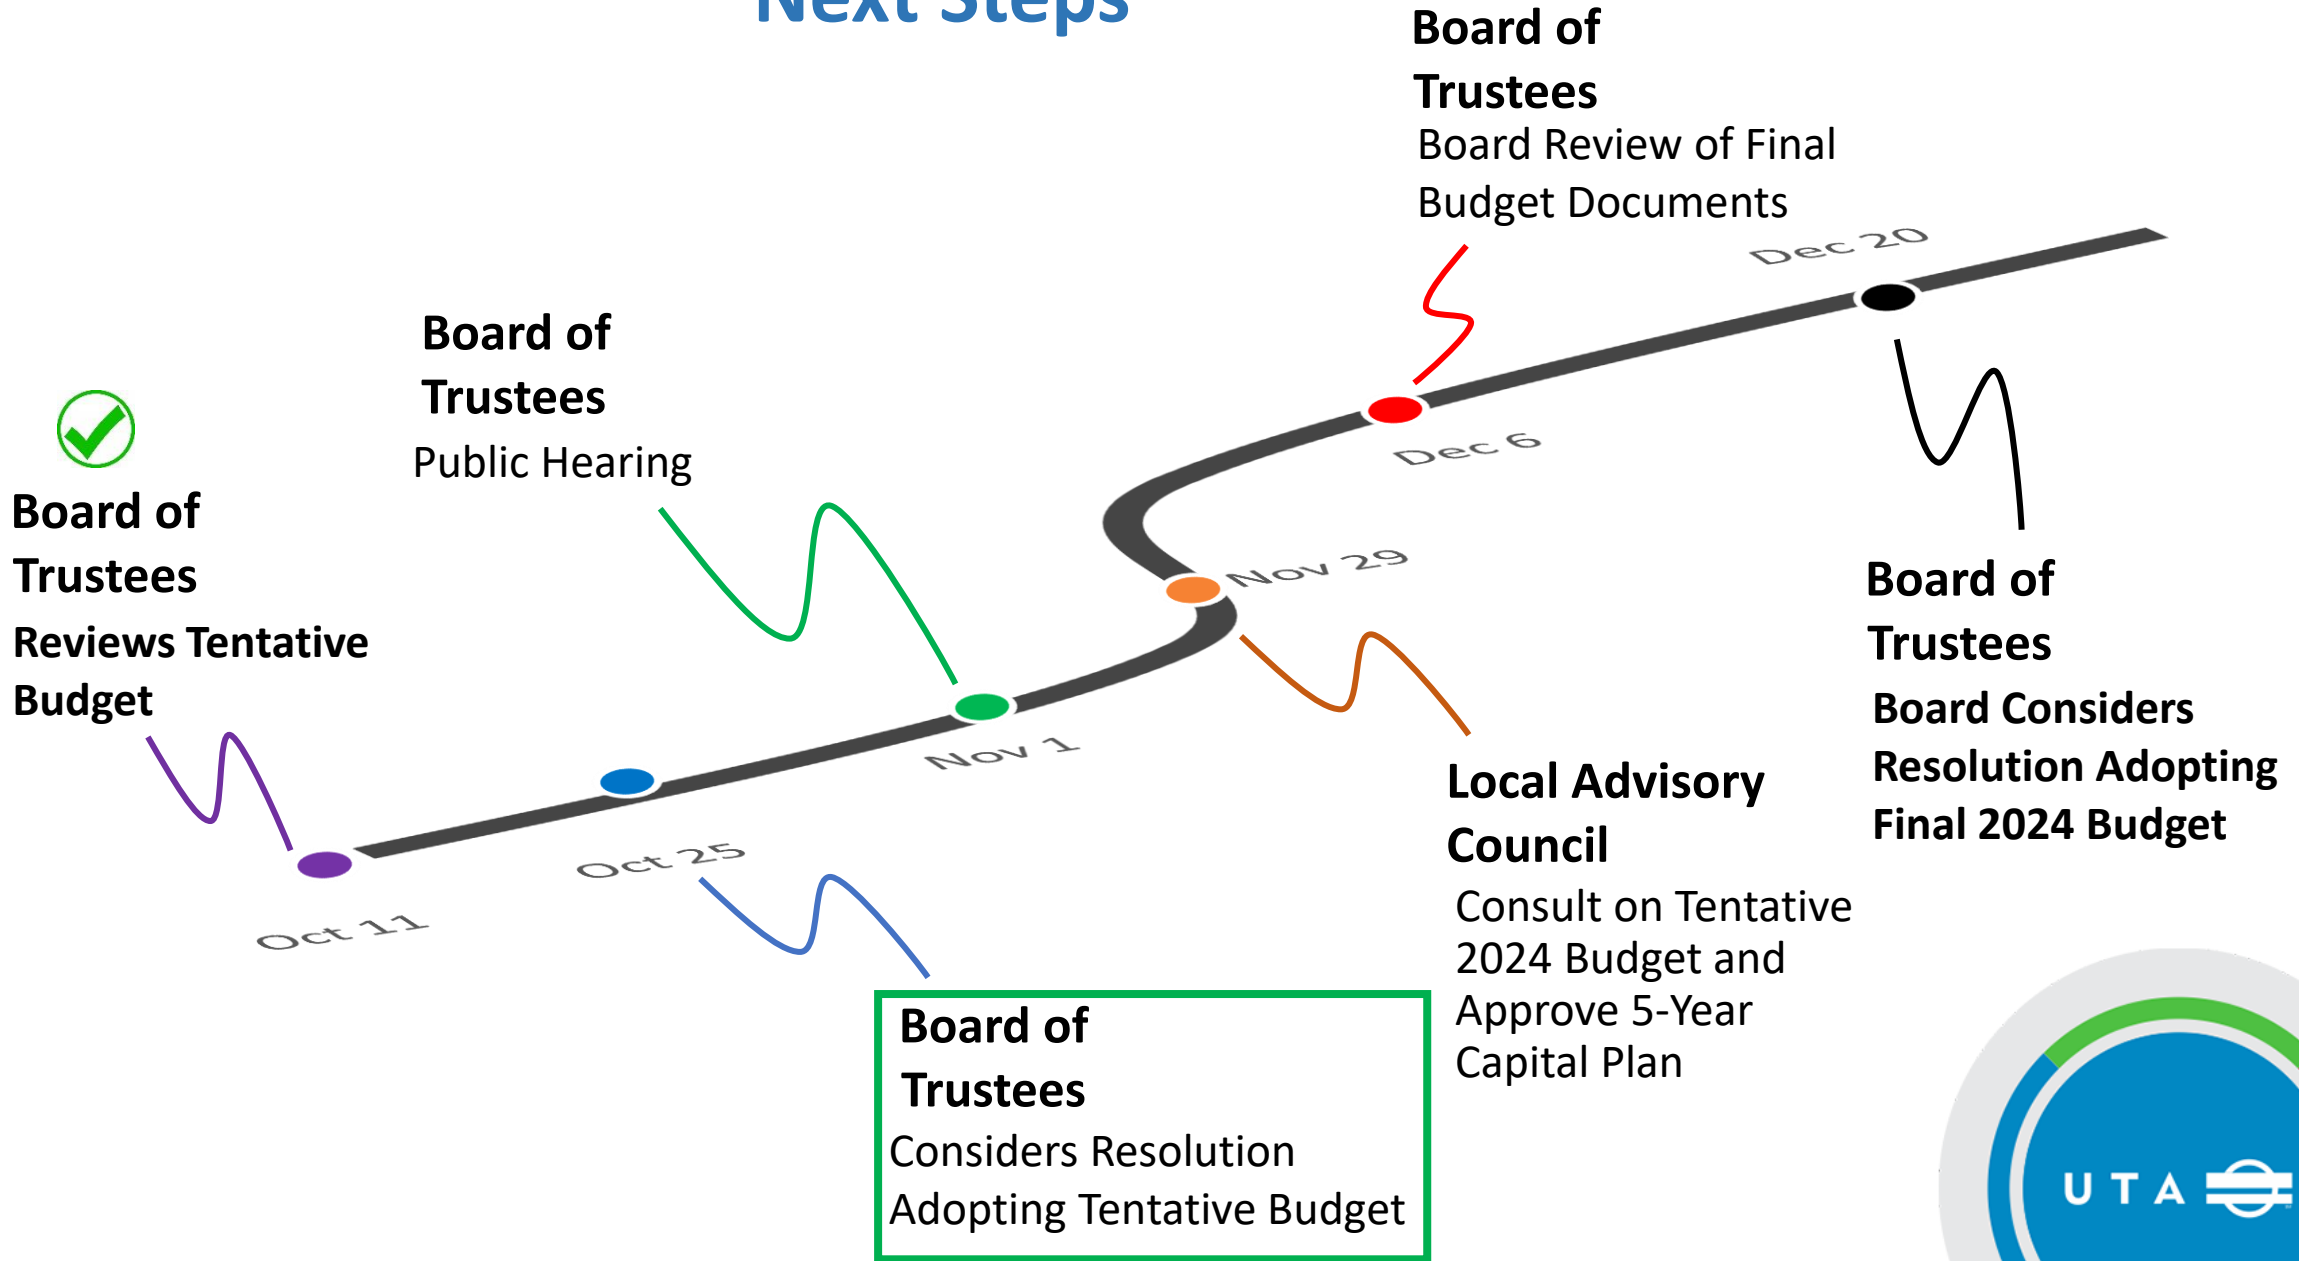 Next Steps
Board of
Trustees
Reviews Tentative
Budget
Oct 11
Oct 25
Board of
Trustees
Considers Resolution
Adopting Tentative Budget
Board of
Trustees
Public Hearing
Nov 1
Nov 29
Local Advisory
Council
Consult on Tentative
2024 Budget and
Approve 5-Year
Capital Plan
Board of
Trustees
Board Review of Final
Budget Documents
Dec 6
Dec 20
Board of
Trustees
Board Considers
Resolution Adopting
Final 2024 Budget
UTA